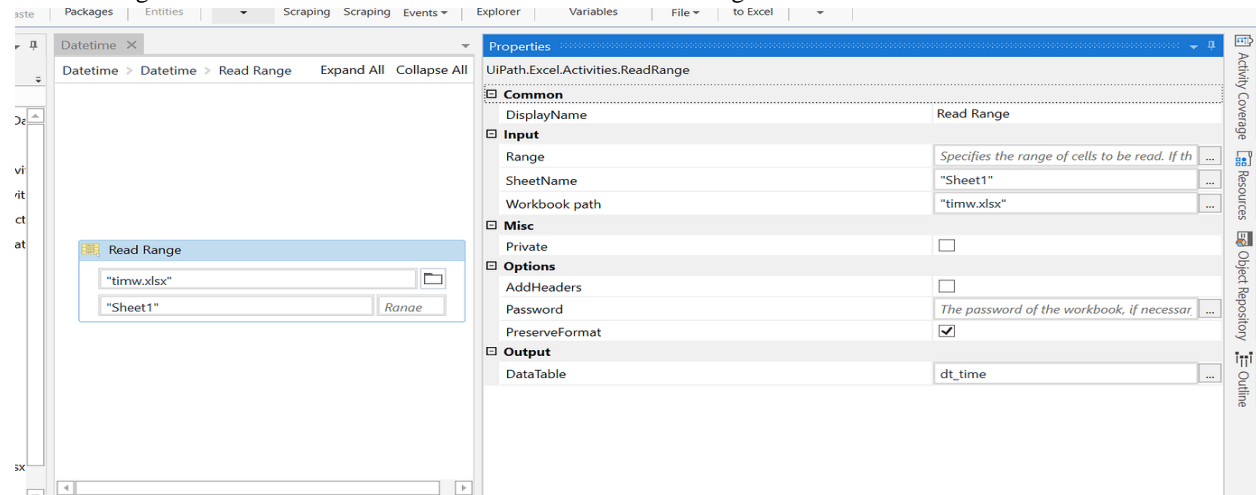 aste Packages Entities Scraping Scraping Events Explorer Variables File to Excel
Datetime
Datetime > Datetime > Read Range Expand All Collapse All
Read Range
"timw.xlsx"
"Sheet1" Range
Properties
UiPath.Excel.Activities.ReadRange
Common
DisplayName Read Range
Input
Range Specifies the range of cells to be read. If th ...
SheetName "Sheet1" ...
Workbook path "timw.xlsx" ...
Misc
Private
Options
AddHeaders
Password The password of the workbook, if necessar ...
PreserveFormat
Output
DataTable dt_time ...
Activity Coverage
Resources
Object Repository
Outline